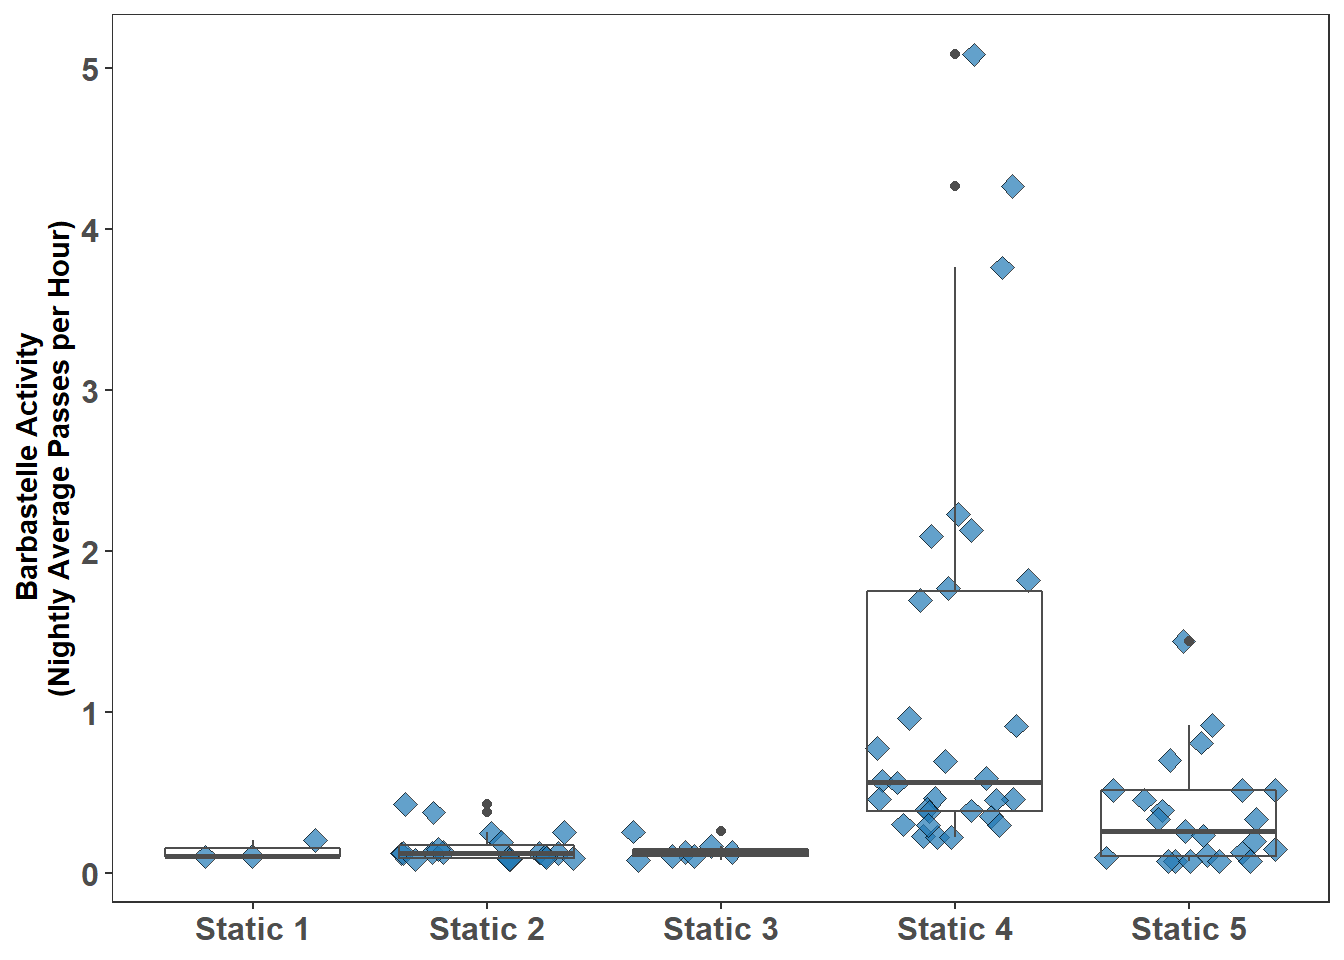 Barbastelle Activity
(Nightly Average Passes per Hour)
5
4
3
2
1
0
Static 1
Static 2
Static 3
Static 4
Static 5